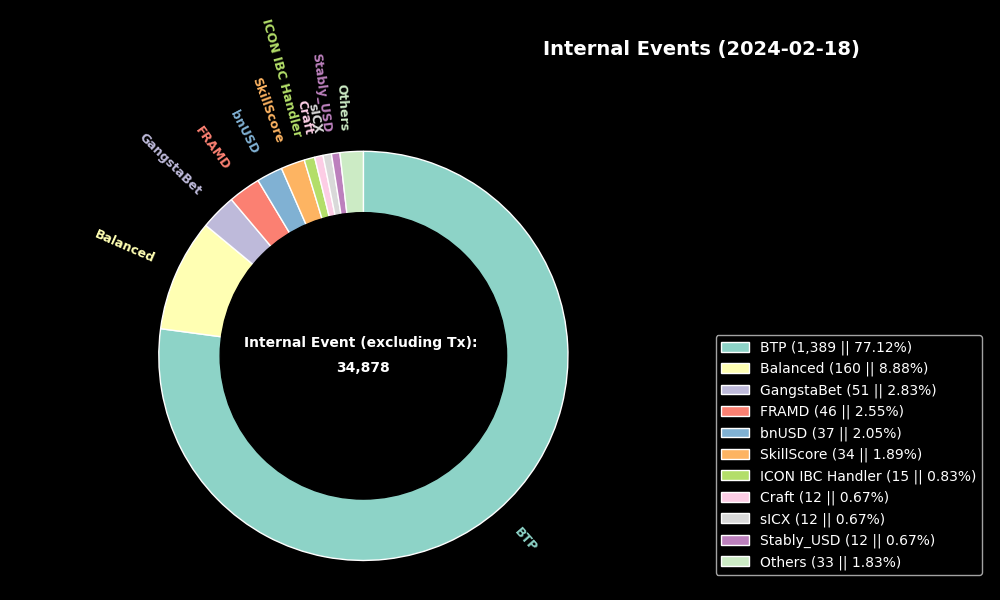 Internal Events (2024-02-18)
ICON IBC Handler
Stably_USD
SkillScore
Others
Craft
sICX
bnUSD
FRAMD
GangstaBet
Balanced
Internal Event (excluding Tx):
34,878
BTP
BTP (1,389 || 77.12%)
Balanced (160 || 8.88%)
GangstaBet (51 || 2.83%)
FRAMD (46 || 2.55%)
bnUSD (37 || 2.05%)
SkillScore (34 || 1.89%)
ICON IBC Handler (15 || 0.83%)
Craft (12 || 0.67%)
sICX (12 || 0.67%)
Stably_USD (12 || 0.67%)
Others (33 || 1.83%)